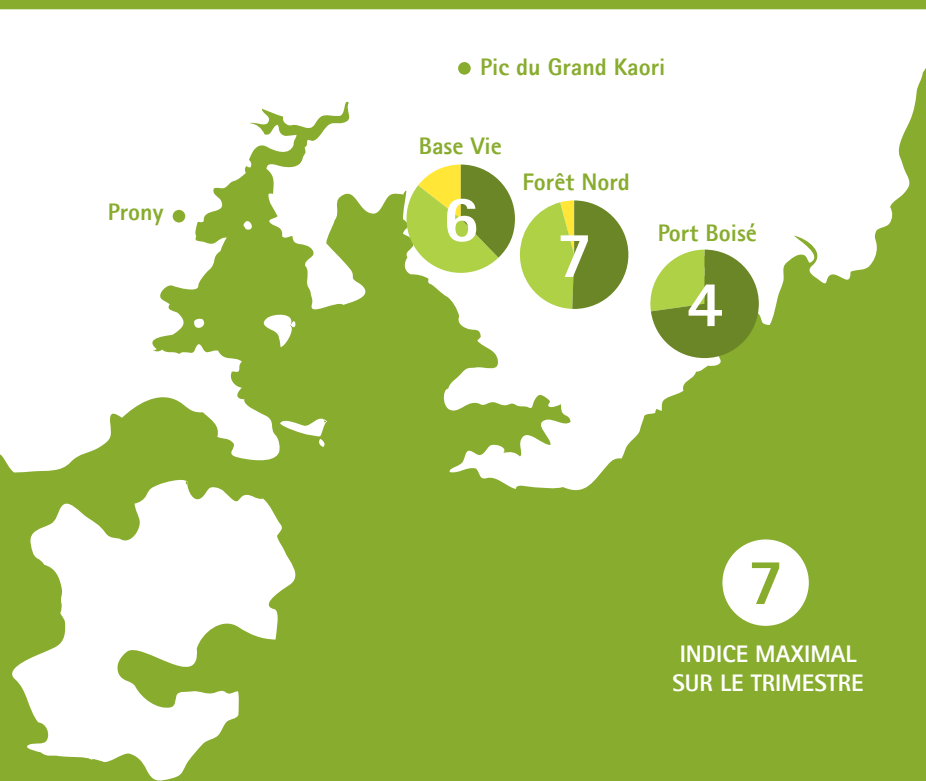 Pic du Grand Kaori
Base Vie
6
Forêt Nord
7
Prony
Port Boisé
4
7
INDICE MAXIMAL
SUR LE TRIMESTRE